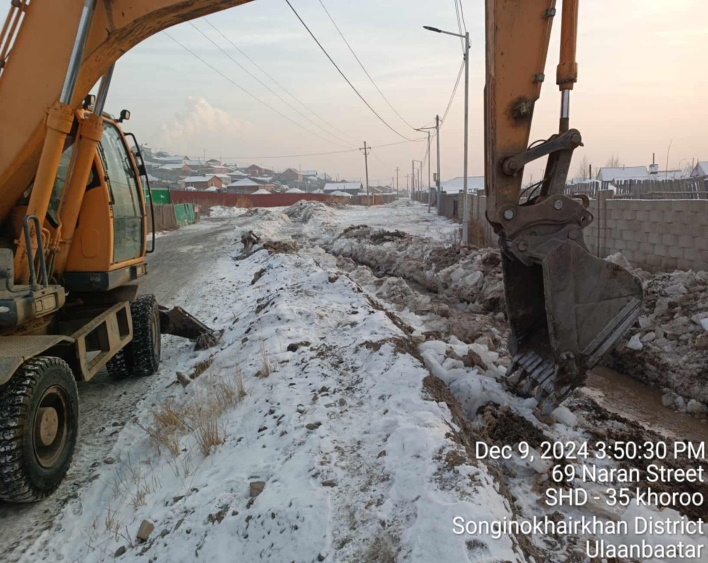 Dec 9, 2024 3:50:30 PM
69 Naran Street
SHD - 35 khoroo
Songinokhairkhan District
Ulaanbaatar